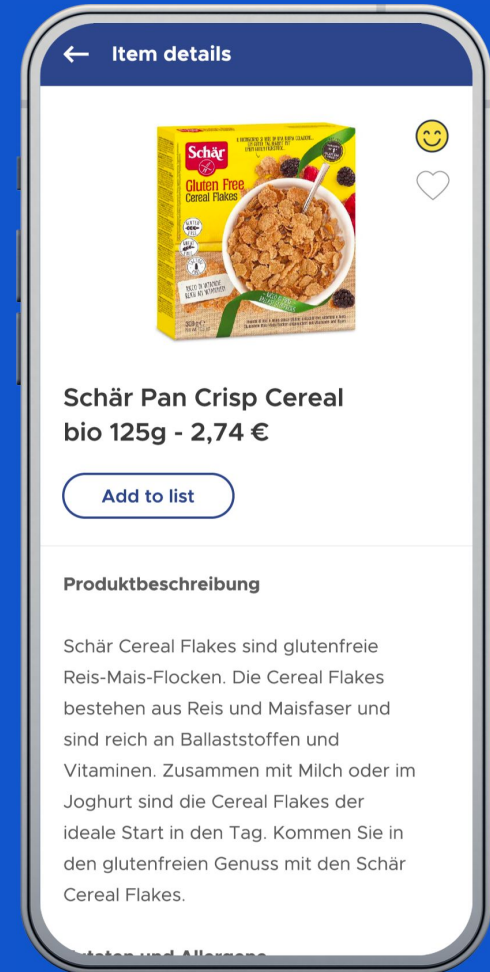 Item details
Schär
Gluten Free
Cereal Flakes
Schär Pan Crisp Cereal
bio 125g - 2,74 €
Add to list
Produktbeschreibung
Schär Cereal Flakes sind glutenfreie
Reis-Mais-Flocken. Die Cereal Flakes
bestehen aus Reis und Maisfaser und
sind reich an Ballaststoffen und
Vitaminen. Zusammen mit Milch oder im
Joghurt sind die Cereal Flakes der
ideale Start in den Tag. Kommen Sie in
den glutenfreien Genuss mit den Schär
Cereal Flakes.
und Allergene